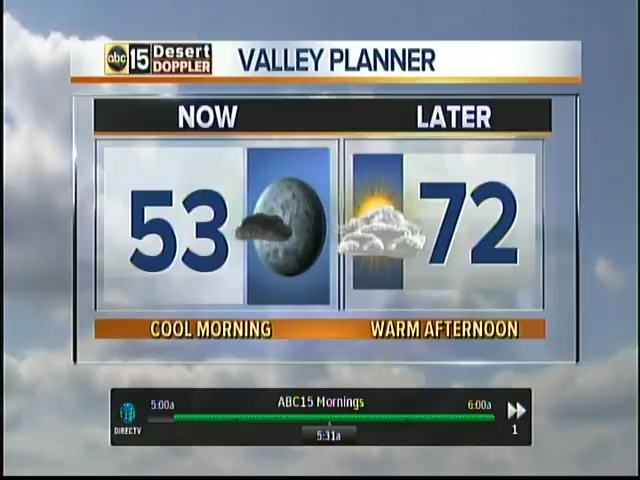 abc 15 Desert DOPPLER VALLEY PLANNER
NOW LATER
53 72
COOL MORNING WARM AFTERNOON
ABC15 Mornings
5:00a 6:00a
DIRECTV 5:31a 1